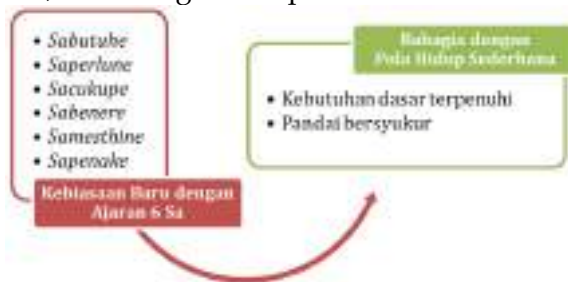 • Sabutuhe
• Saperlune
• Sacukupe
• Sabenere
• Samesthine
• Sapenake
Kebiasaan Baru dengan
Ajaran 6 Sa
Bahagia dengan
Pola Hidup Sederhana
• Kebutuhan dasar terpenuhi
• Pandai bersyukur